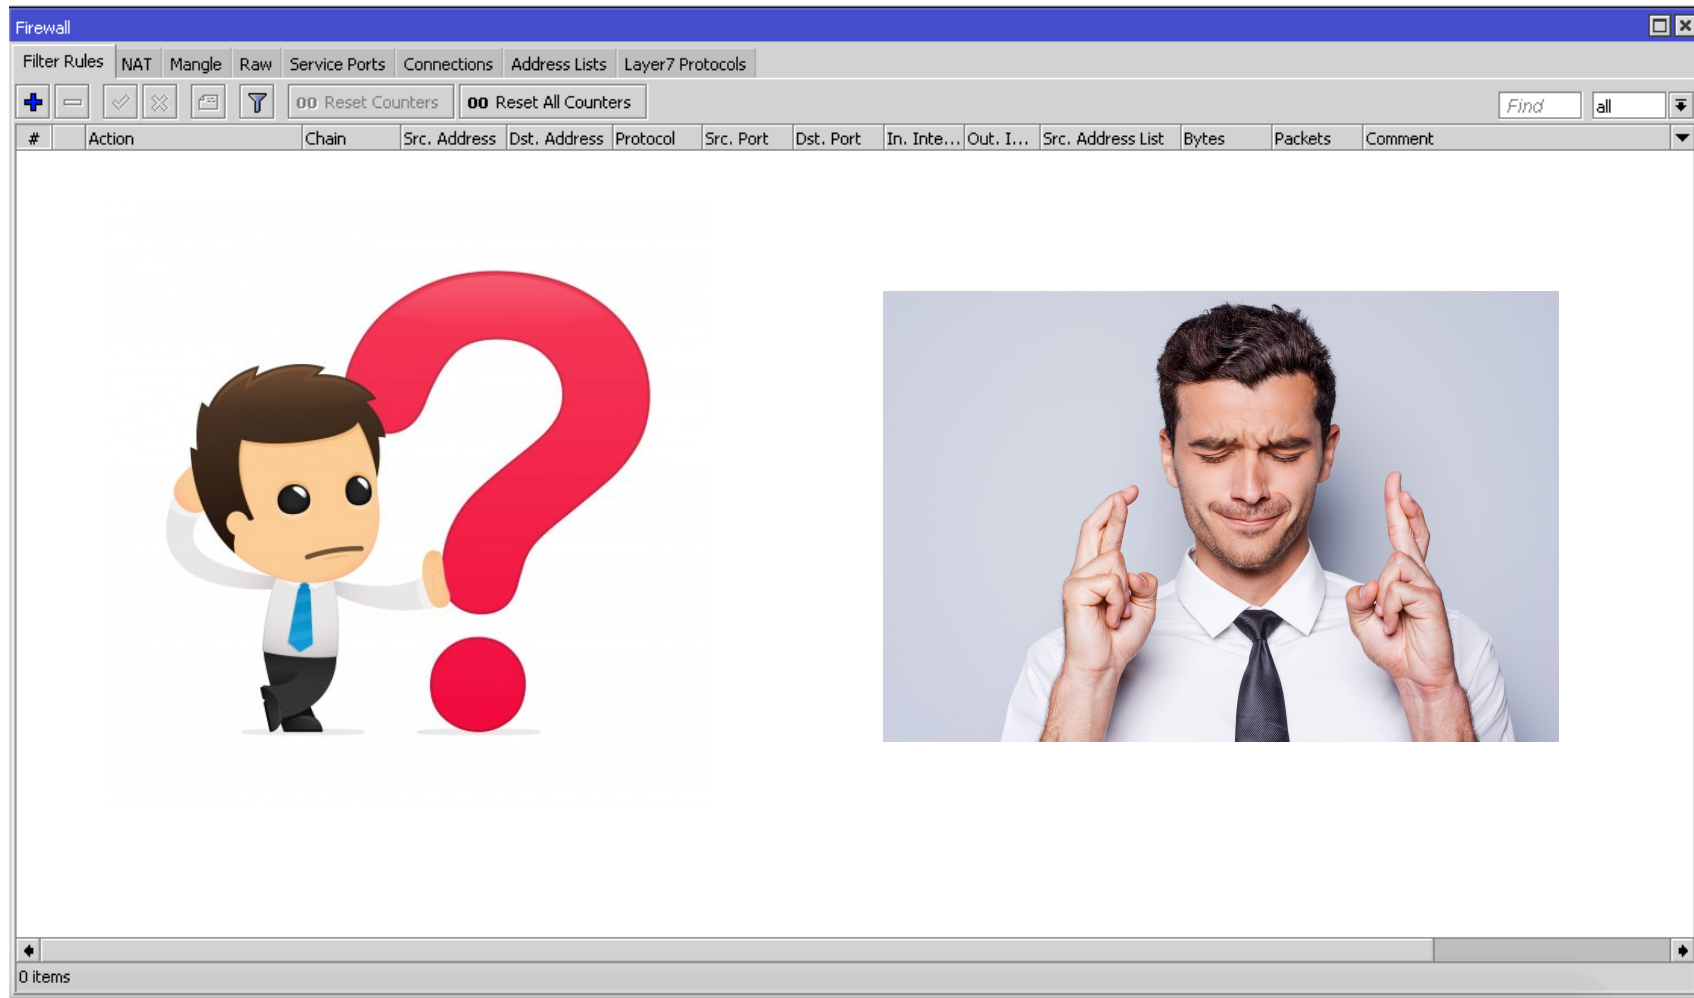 Firewall
Filter Rules NAT Mangle Raw Service Ports Connections Address Lists Layer7 Protocols
00 Reset Counters 00 Reset All Counters Find all
# Action Chain Src. Address Dst. Address Protocol Src. Port Dst. Port In. Inte... Out. I... Src. Address List Bytes Packets Comment
0 items